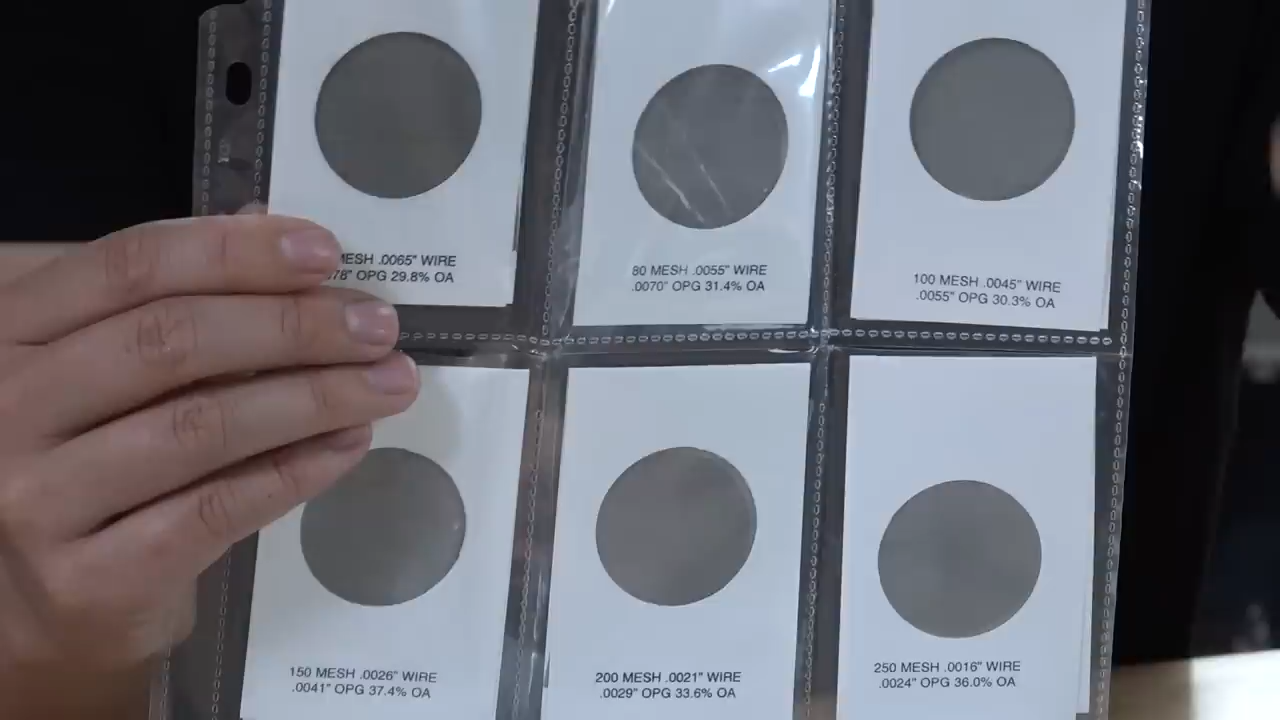 MESH .0065" WIRE
78" OPG 29.8% OA
80 MESH .0055" WIRE
.0070" OPG 31.4% OA
100 MESH .0045" WIRE
.0055" OPG 30.3% OA
150 MESH .0026" WIRE
.0041" OPG 37.4% OA
200 MESH .0021" WIRE
.0029" OPG 33.6% OA
250 MESH .0016" WIRE
.0024" OPG 36.0% OA